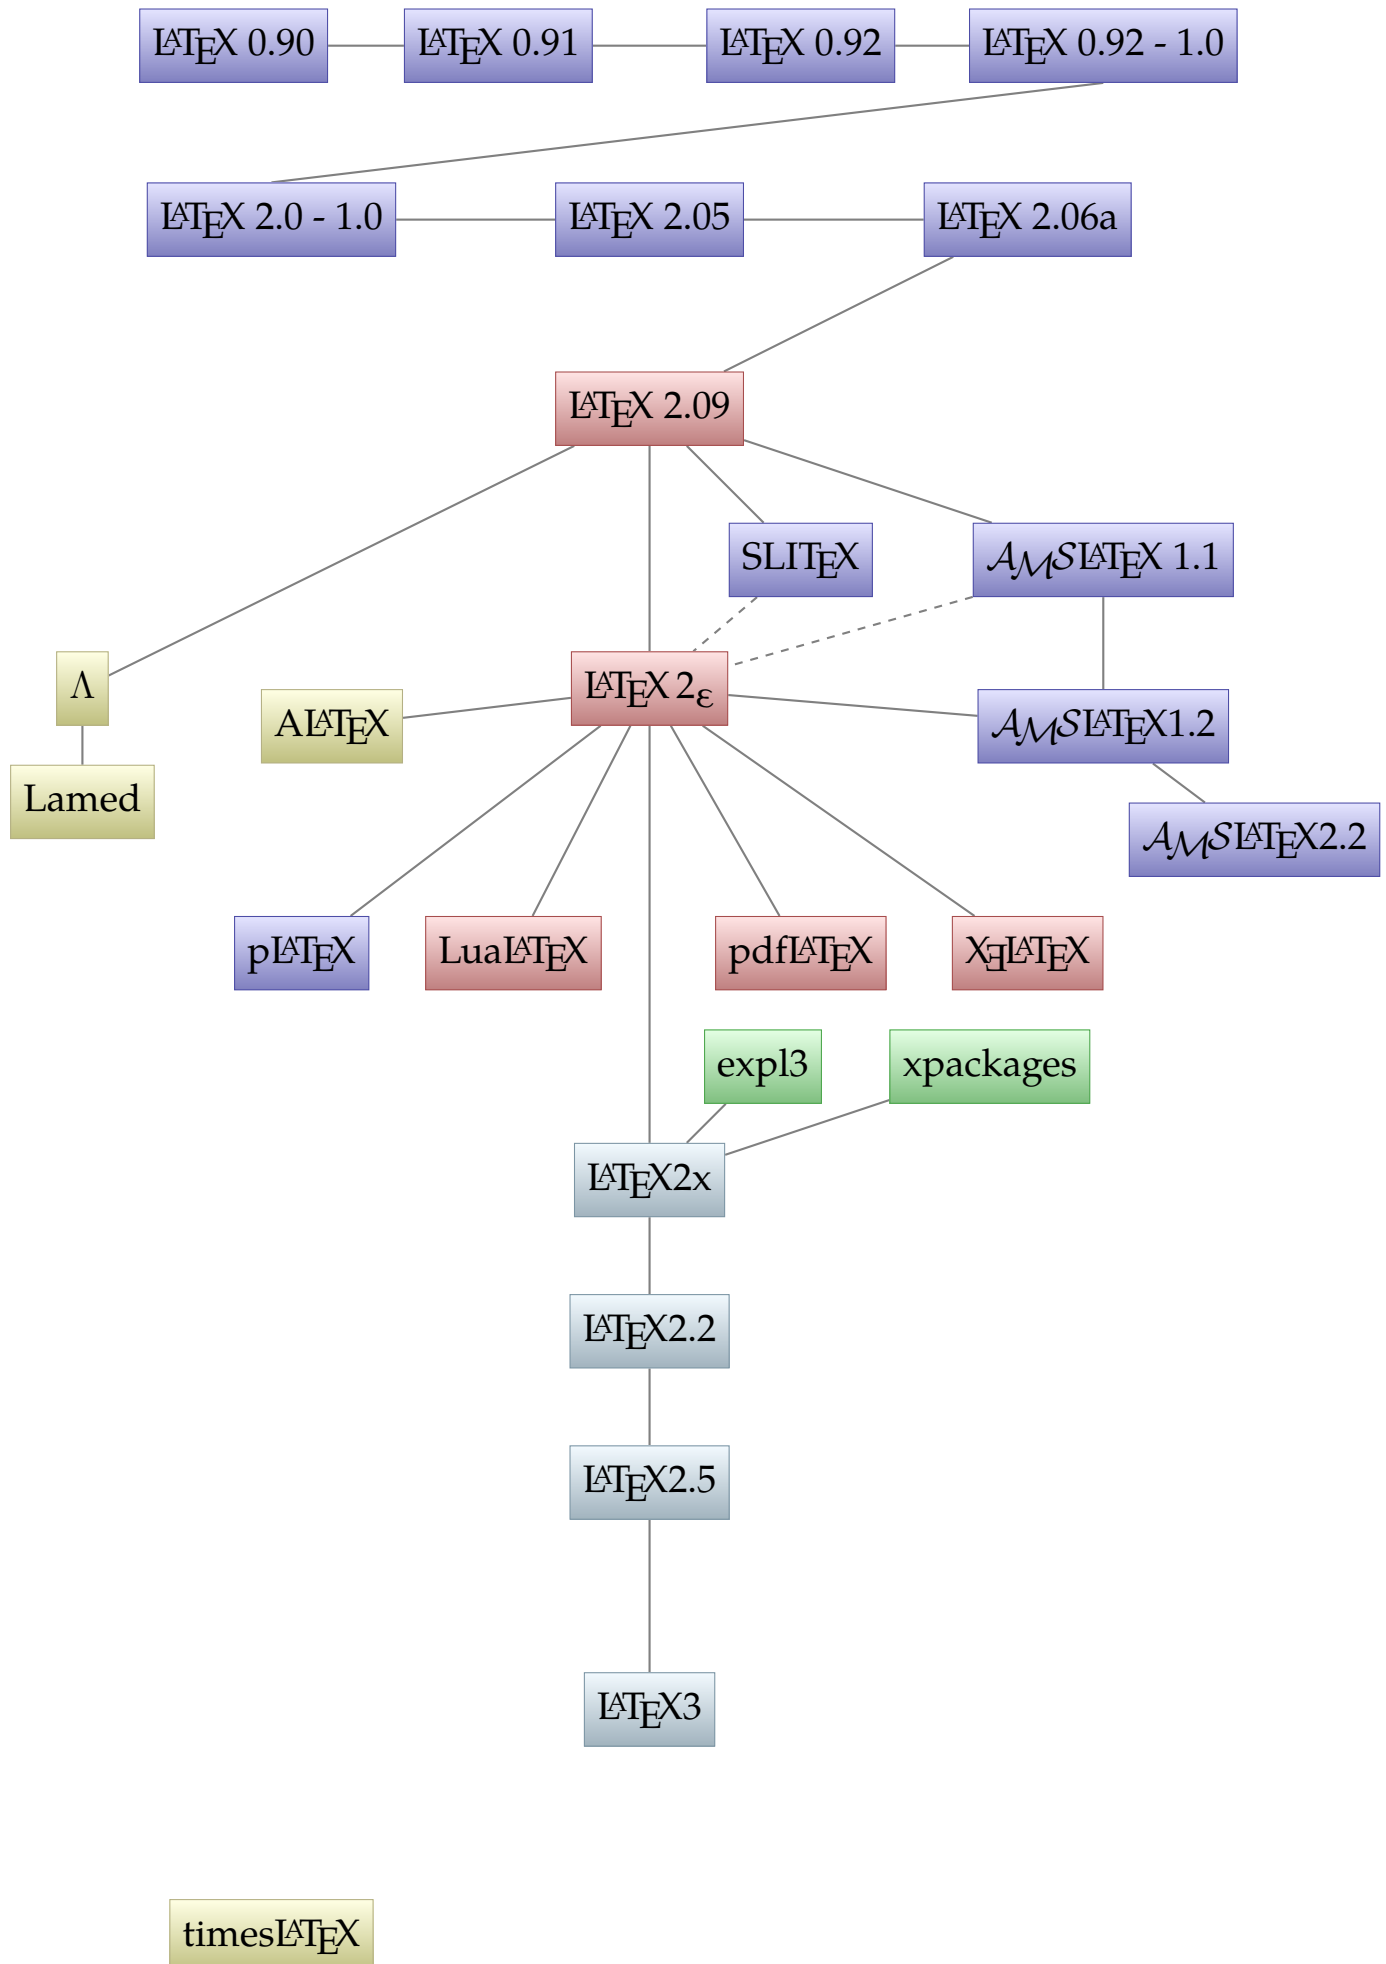 LATEX 0.90 LATEX 0.91 LATEX 0.92 LATEX 0.92 - 1.0
LATEX 2.0 - 1.0 LATEX 2.05 LATEX 2.06a
LATEX 2.09
SLITEX AMSLATEX 1.1
Λ LATEX 2ε
ALATEX AMSLATEX1.2
Lamed
AMSLATEX2.2
pLATEX LuaLATEX pdfLATEX XƎLATEX
expl3 xpackages
LATEX2x
LATEX2.2
LATEX2.5
LATEX3
timesLATEX